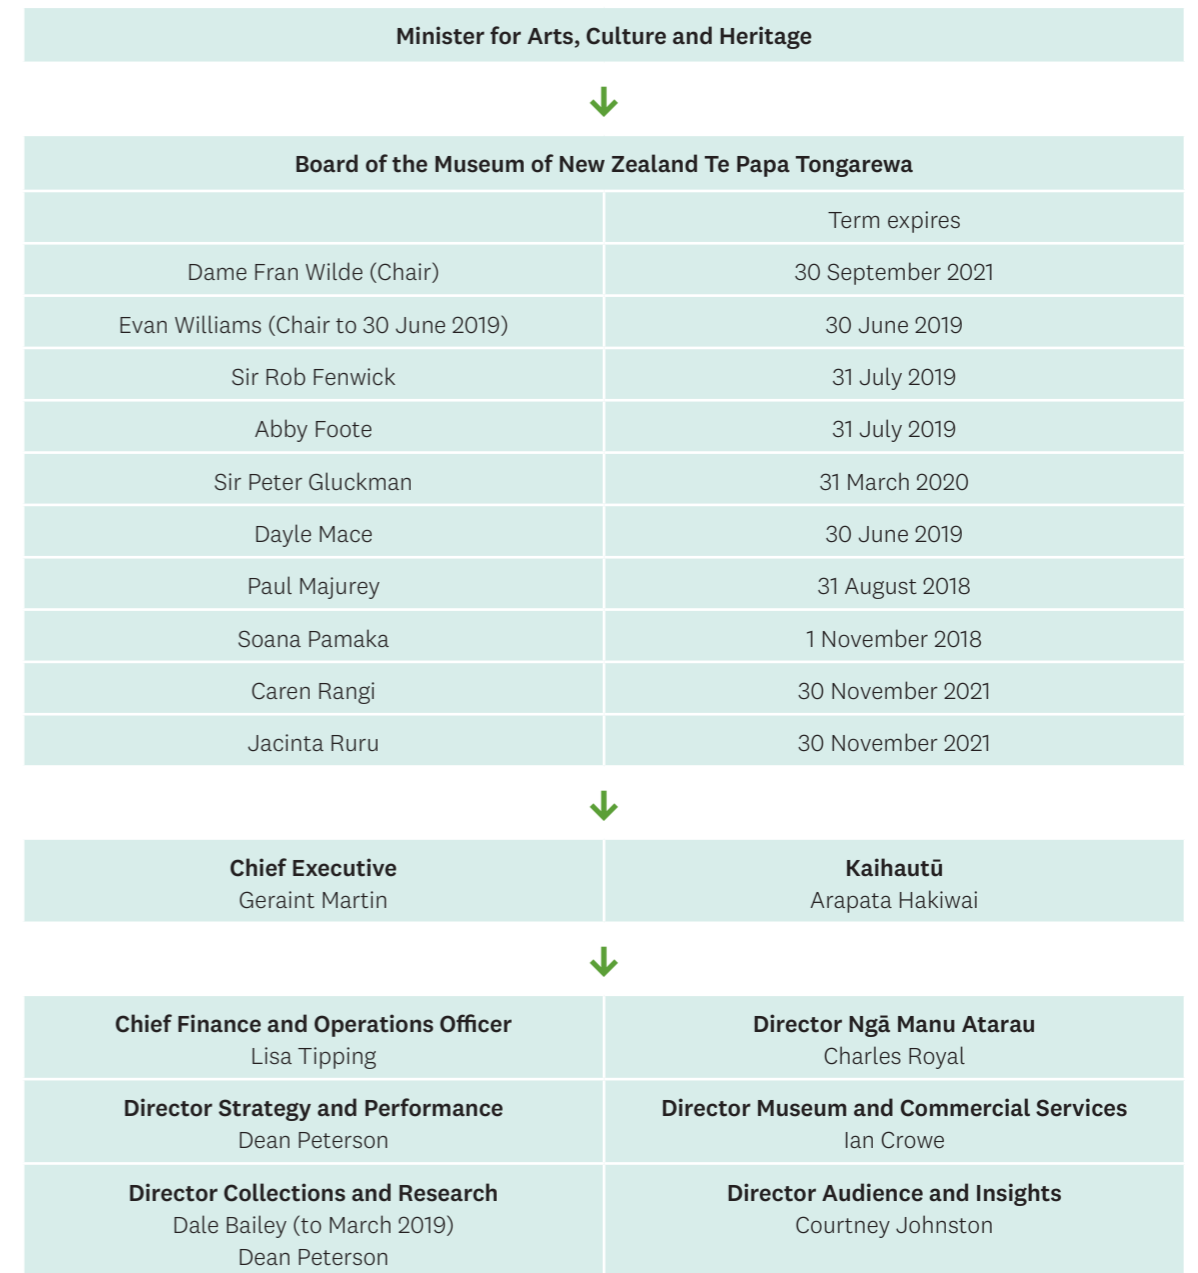 Minister for Arts, Culture and Heritage
Board of the Museum of New Zealand Te Papa Tongarewa
Term expires
Dame Fran Wilde (Chair) 30 September 2021
Evan Williams (Chair to 30 June 2019) 30 June 2019
Sir Rob Fenwick 31 July 2019
Abby Foote 31 July 2019
Sir Peter Gluckman 31 March 2020
Dayle Mace 30 June 2019
Paul Majurey 31 August 2018
Soana Pamaka 1 November 2018
Caren Rangi 30 November 2021
Jacinta Ruru 30 November 2021
Chief Executive
Geraint Martin
Kaihautū
Arapata Hakiwai
Chief Finance and Operations Officer
Lisa Tipping
Director Ngā Manu Atarau
Charles Royal
Director Strategy and Performance
Dean Peterson
Director Museum and Commercial Services
Ian Crowe
Director Collections and Research
Dale Bailey (to March 2019)
Dean Peterson
Director Audience and Insights
Courtney Johnston